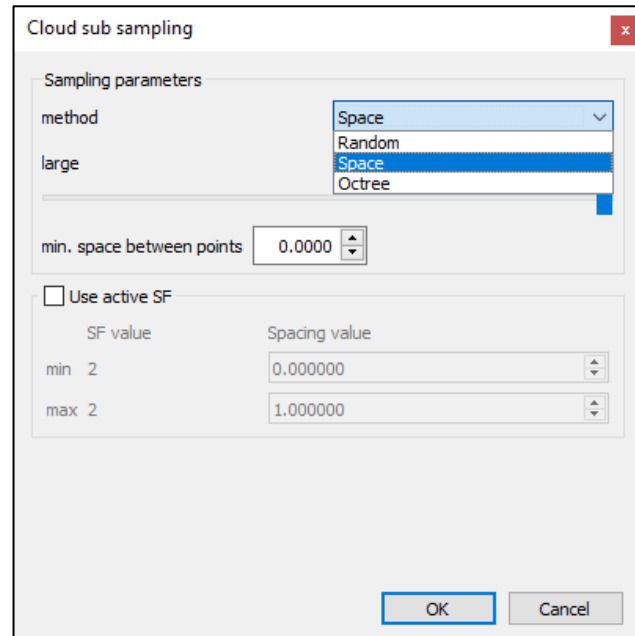 Cloud sub sampling
x
Sampling parameters
method Space
Random
large Space
Octree
min. space between points 0.0000
Use active SF
SF value Spacing value
min 2 0.000000
max 2 1.000000
OK Cancel